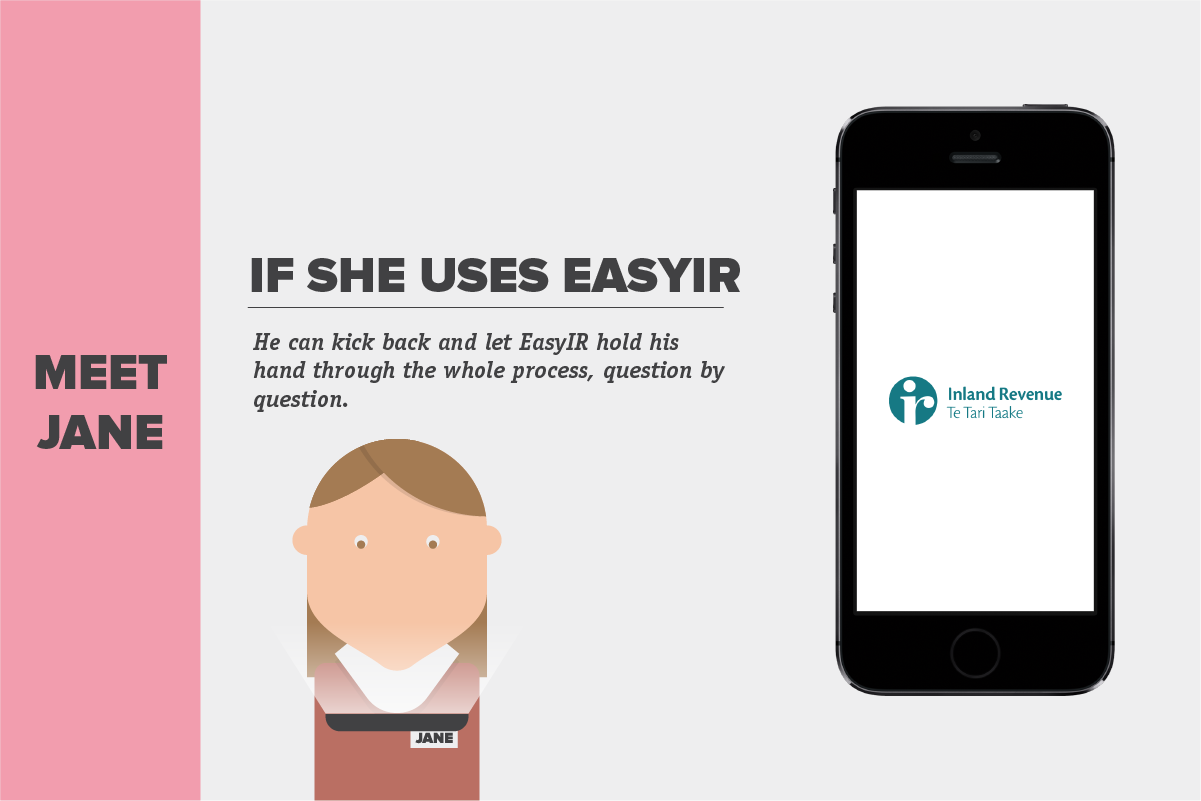 MEET
JANE
IF SHE USES EASYIR
He can kick back and let EasyIR hold his
hand through the whole process, question by
question.
JANE
ir
Inland Revenue
Te Tari Taake